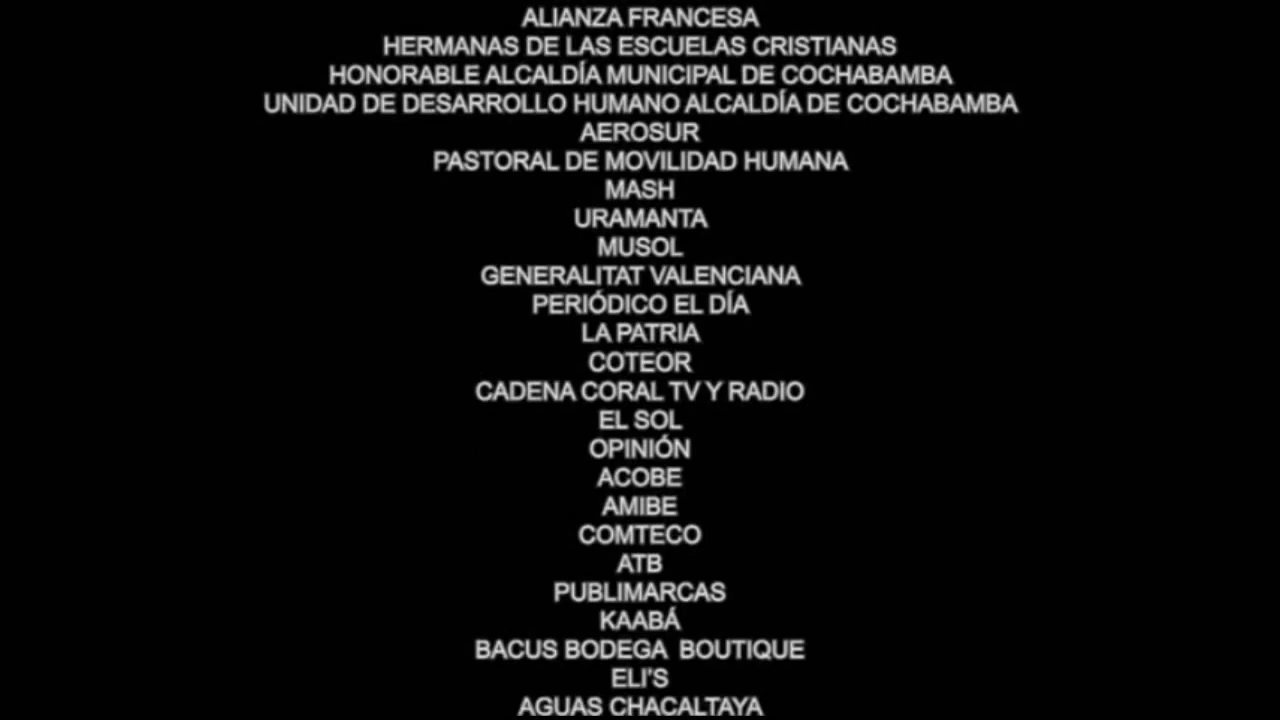 ALIANZA FRANCESA
HERMANAS DE LAS ESCUELAS CRISTIANAS
HONORABLE ALCALDÍA MUNICIPAL DE COCHABAMBA
UNIDAD DE DESARROLLO HUMANO ALCALDÍA DE COCHABAMBA
AEROSUR
PASTORAL DE MOVILIDAD HUMANA
MASH
URAMANTA
MUSOL
GENERALITAT VALENCIANA
PERIÓDICO EL DÍA
LA PATRIA
COTEOR
CADENA CORAL TV Y RADIO
EL SOL
OPINIÓN
ACOBE
AMIBE
COMTECO
ATB
PUBLIMARCAS
KAABÁ
BACUS BODEGA  BOUTIQUE
ELI'S
AGUAS CHACALTAYA